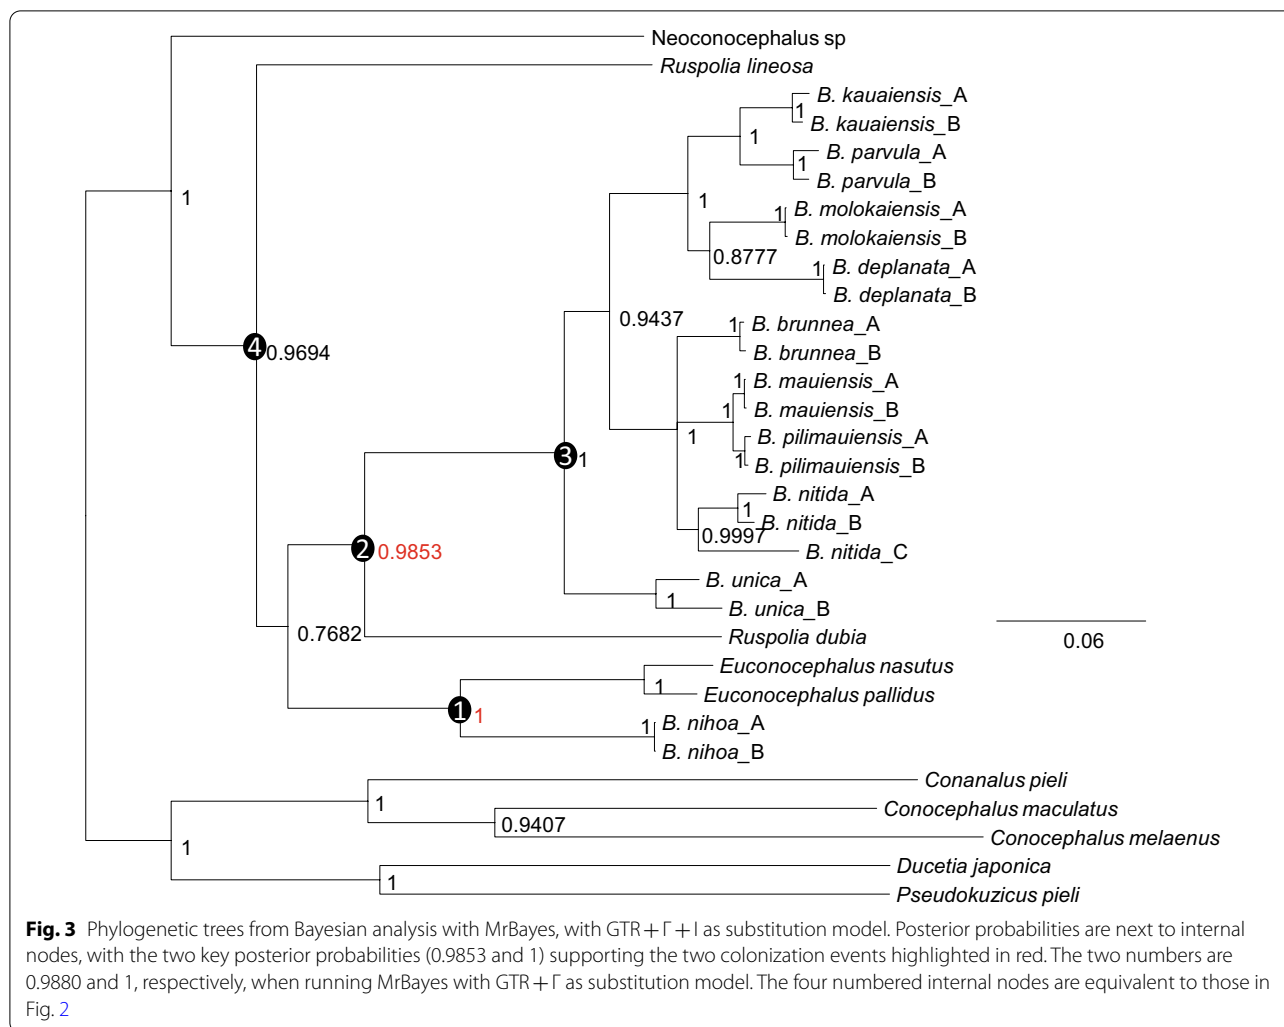 Neoconocephalus sp
Ruspolia lineosa
B. kauaiensis_A
1
B. kauaiensis_B
1
B. parvula_A
1
B. parvula_B
1
1
B. molokaiensis_A
1
B. molokaiensis_B
0.8777
B. deplanata_A
1
B. deplanata_B
0.9437
B. brunnea_A
1
B. brunnea_B
4 0.9694
B. mauiensis_A
1
B. mauiensis_B
1
1
B. pilimauiensis_A
3 1
B. pilimauiensis_B
1
B. nitida_A
1
B. nitida_B
0.9997
2 0.9853
B. nitida_C
B. unica_A
1
B. unica_B
0.7682
Ruspolia dubia
0.06
Euconocephalus nasutus
1
Euconocephalus pallidus
1 1
B. nihoa_A
1
B. nihoa_B
Conanalus pieli
1
Conocephalus maculatus
0.9407
Conocephalus melaenus
1
Ducetia japonica
1
Pseudokuzicus pieli
Fig. 3 Phylogenetic trees from Bayesian analysis with MrBayes, with GTR + Γ + I as substitution model. Posterior probabilities are next to internal
nodes, with the two key posterior probabilities (0.9853 and 1) supporting the two colonization events highlighted in red. The two numbers are
0.9880 and 1, respectively, when running MrBayes with GTR + Γ as substitution model. The four numbered internal nodes are equivalent to those in
Fig. 2